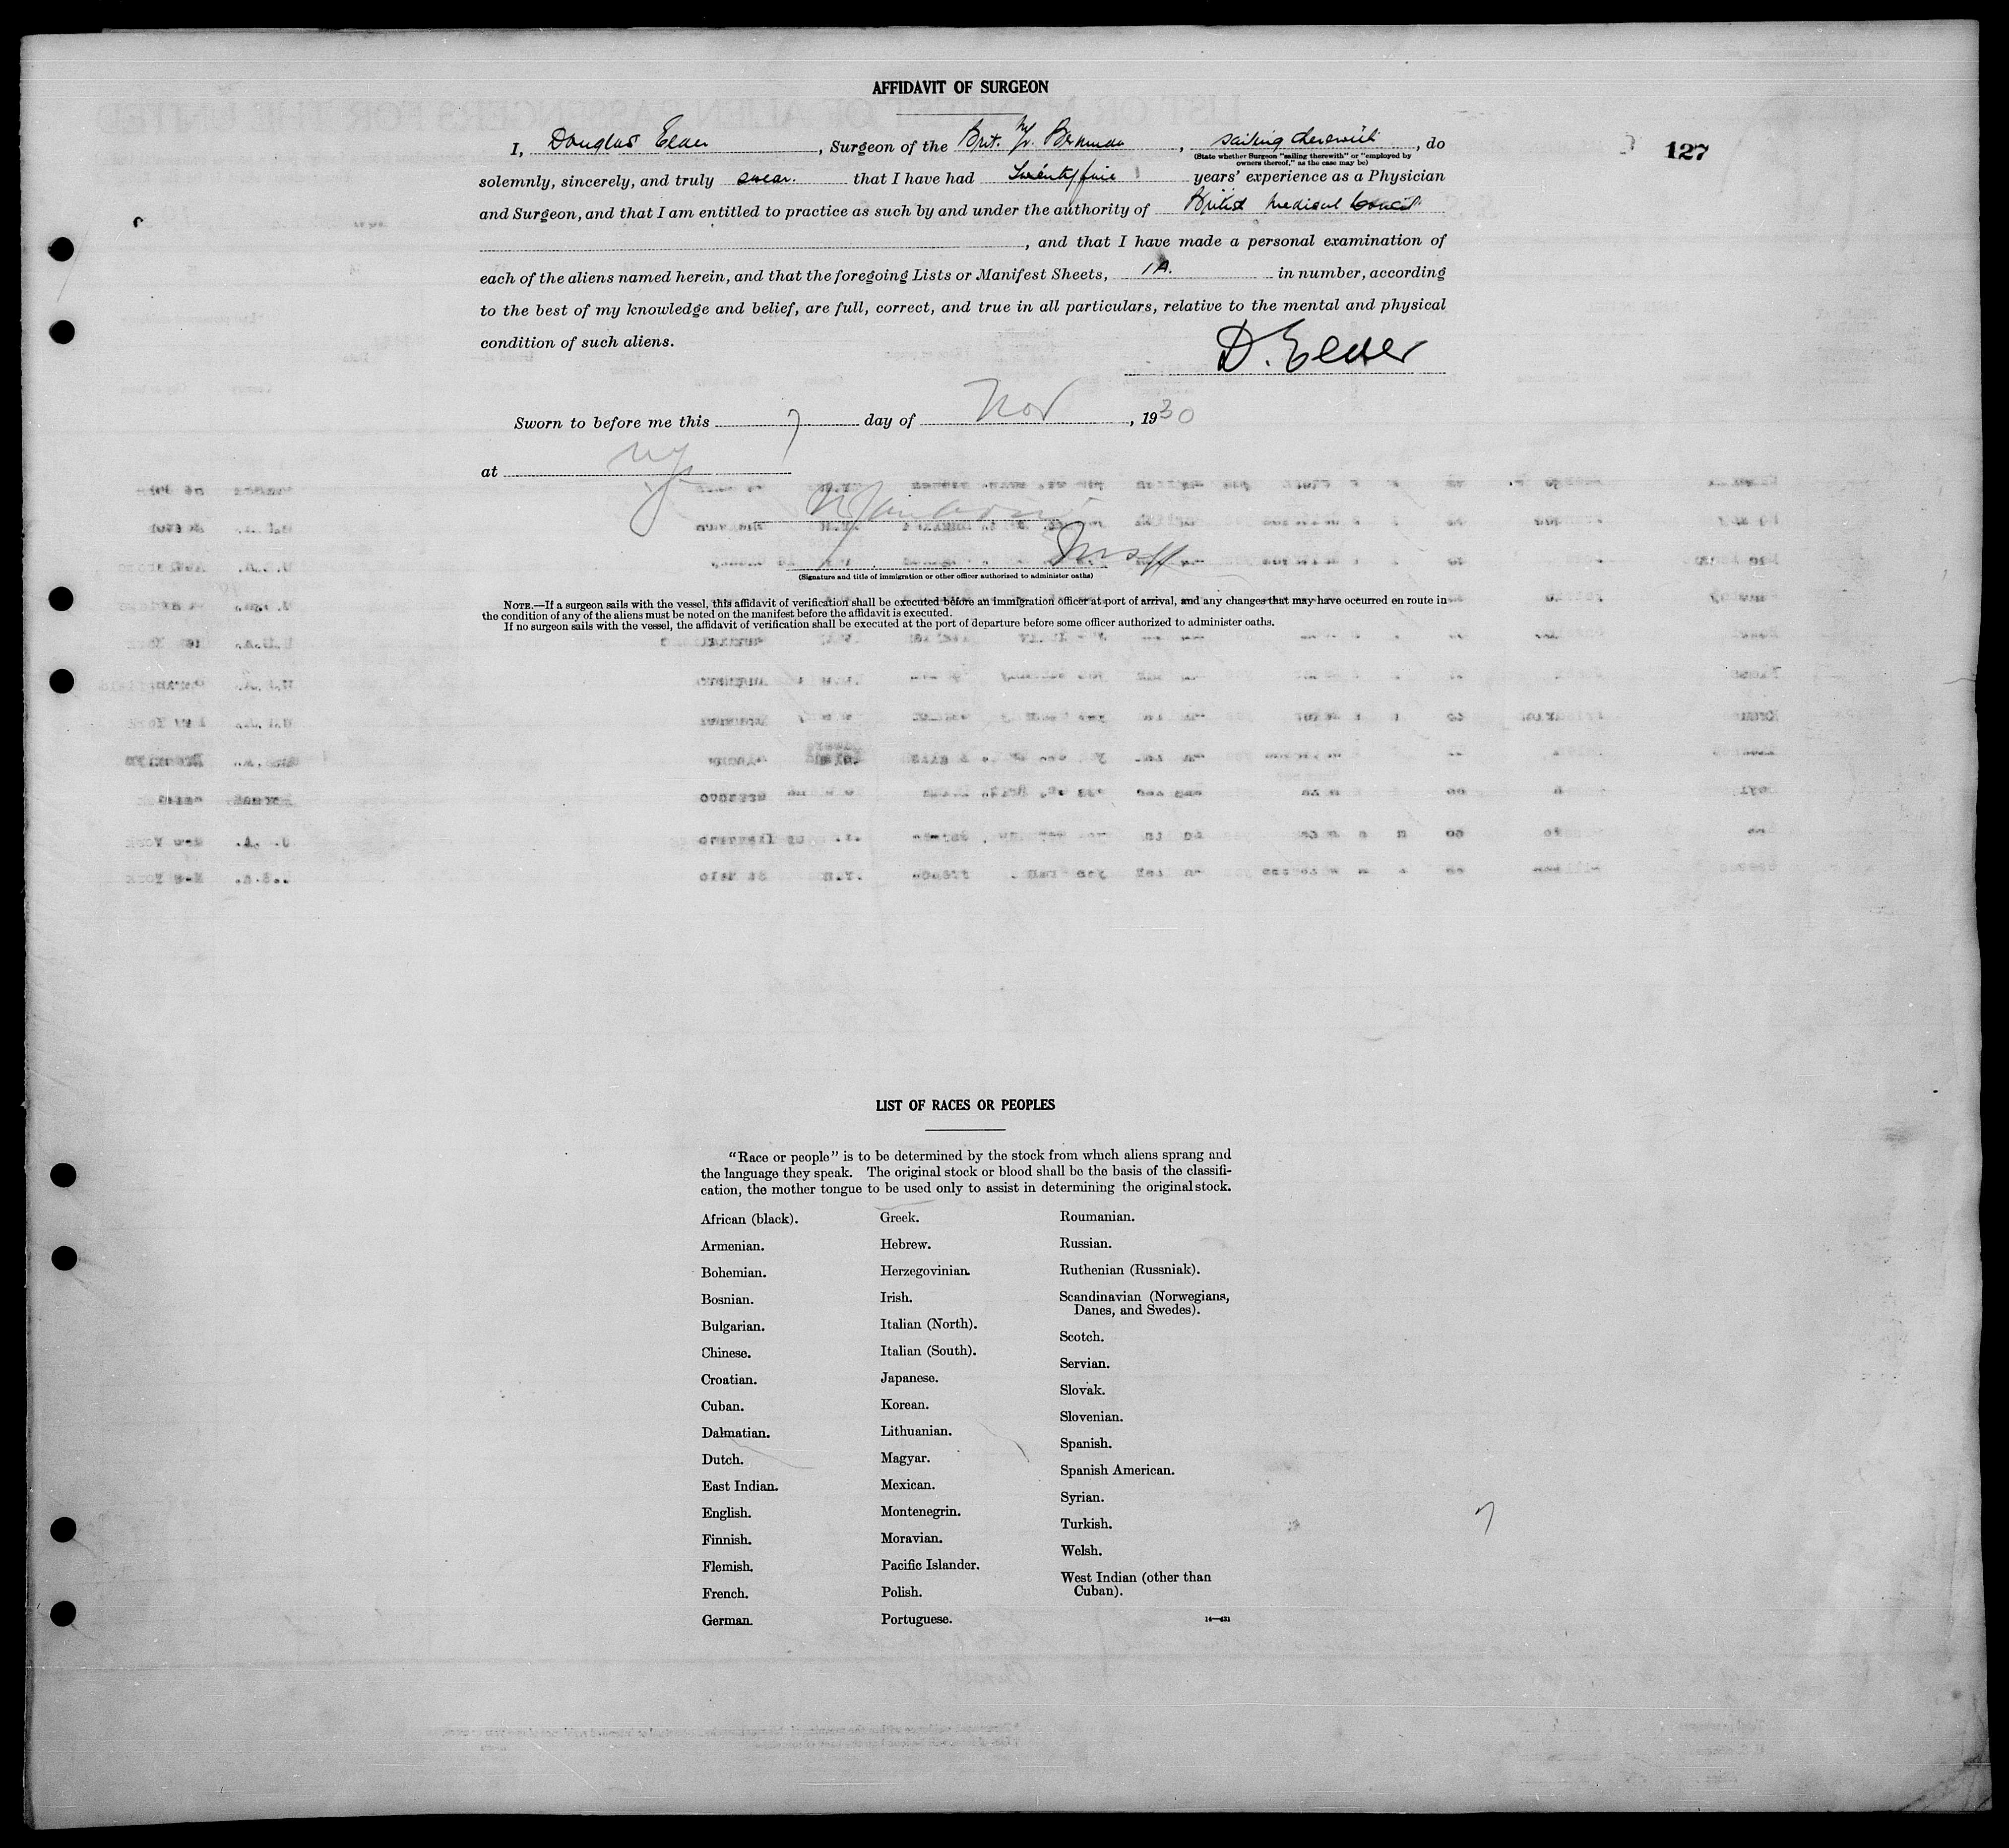 AFFIDAVIT OF SURGEON
127
I, Douglas Elder, Surgeon of the Brit. M/V. Bermuda, sailing therewith, do
(State whether Surgeon "sailing therewith" or "employed by
owners thereof," as the case may be)
solemnly, sincerely, and truly swear. that I have had Twenty five years' experience as a Physician
and Surgeon, and that I am entitled to practice as such by and under the authority of British Medical Council
, and that I have made a personal examination of
each of the aliens named herein, and that the foregoing Lists or Manifest Sheets, 1A. in number, according
to the best of my knowledge and belief, are full, correct, and true in all particulars, relative to the mental and physical
condition of such aliens.
D. Elder
Sworn to before me this 7 day of Nov, 1930
at NY
(Signature and title of immigration or other officer authorized to administer oaths)
NOTE.—If a surgeon sails with the vessel, this affidavit of verification shall be executed before an immigration officer at port of arrival, and any changes that may have occurred en route in
the condition of any of the aliens must be noted on the manifest before the affidavit is executed.
If no surgeon sails with the vessel, the affidavit of verification shall be executed at the port of departure before some officer authorized to administer oaths.
LIST OF RACES OR PEOPLES
"Race or people" is to be determined by the stock from which aliens sprang and
the language they speak. The original stock or blood shall be the basis of the classifi-
cation, the mother tongue to be used only to assist in determining the original stock.
African (black).
Armenian.
Bohemian.
Bosnian.
Bulgarian.
Chinese.
Croatian.
Cuban.
Dalmatian.
Dutch.
East Indian.
English.
Finnish.
Flemish.
French.
German.
Greek.
Hebrew.
Herzegovinian.
Irish.
Italian (North).
Italian (South).
Japanese.
Korean.
Lithuanian.
Magyar.
Mexican.
Montenegrin.
Moravian.
Pacific Islander.
Polish.
Portuguese.
Roumanian.
Russian.
Ruthenian (Russniak).
Scandinavian (Norwegians,
Danes, and Swedes).
Scotch.
Servian.
Slovak.
Slovenian.
Spanish.
Spanish American.
Syrian.
Turkish.
Welsh.
West Indian (other than
Cuban).
14—431